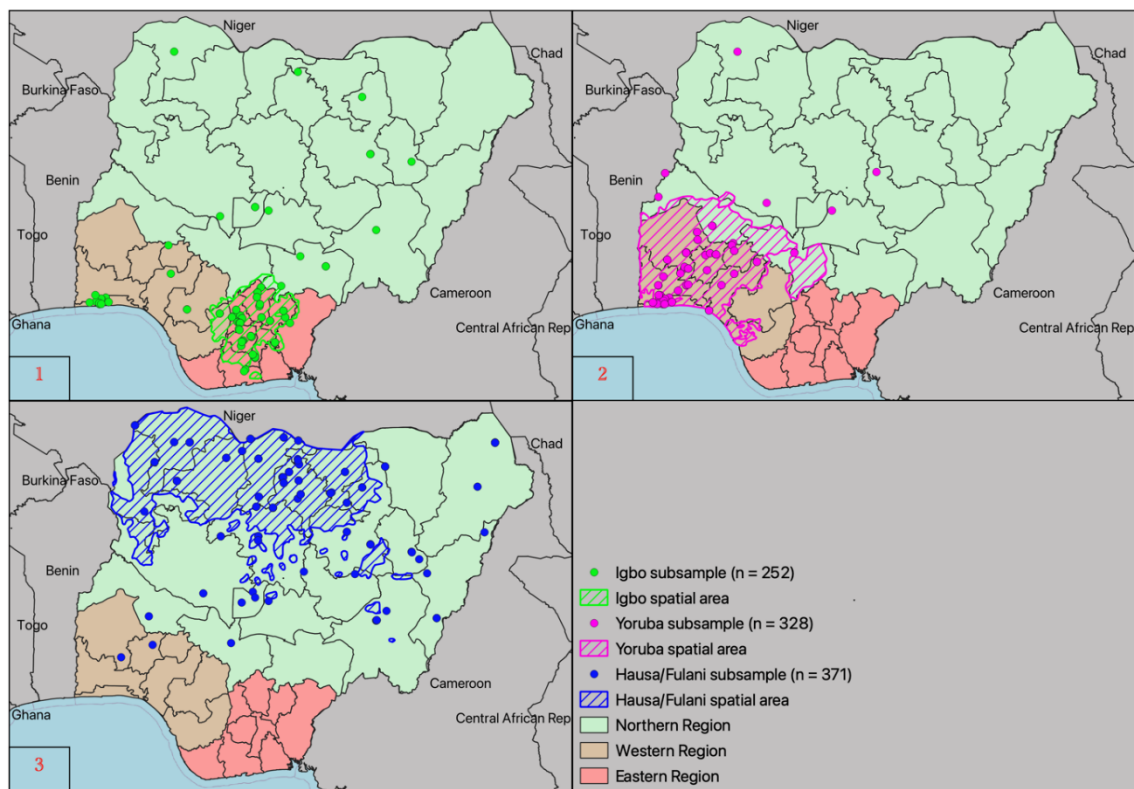 Niger
Chad
Burkina Faso
Benin
Togo
Cameroon
Ghana
Central African Rep
1
Niger
Chad
Burkina Faso
Benin
Togo
Cameroon
Ghana
Central African Rep
2
Niger
Chad
Burkina Faso
Benin
Togo
Cameroon
Ghana
Central African Rep
3
Igbo subsample (n = 252)
Igbo spatial area
Yoruba subsample (n = 328)
Yoruba spatial area
Hausa/Fulani subsample (n = 371)
Hausa/Fulani spatial area
Northern Region
Western Region
Eastern Region